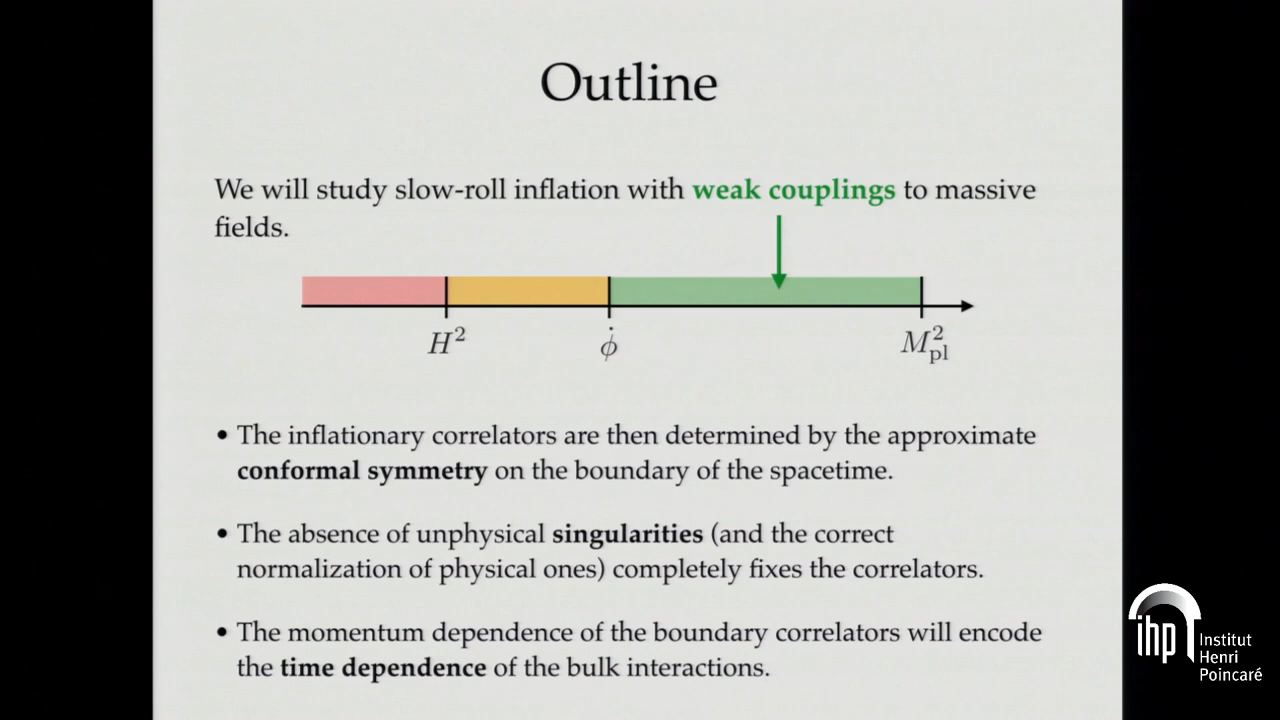 Outline
We will study slow-roll inflation with weak couplings to massive
fields.
H² φ̇ M²pl
• The inflationary correlators are then determined by the approximate
conformal symmetry on the boundary of the spacetime.
• The absence of unphysical singularities (and the correct
normalization of physical ones) completely fixes the correlators.
• The momentum dependence of the boundary correlators will encode
the time dependence of the bulk interactions.
ihp
Institut
Henri
Poincaré